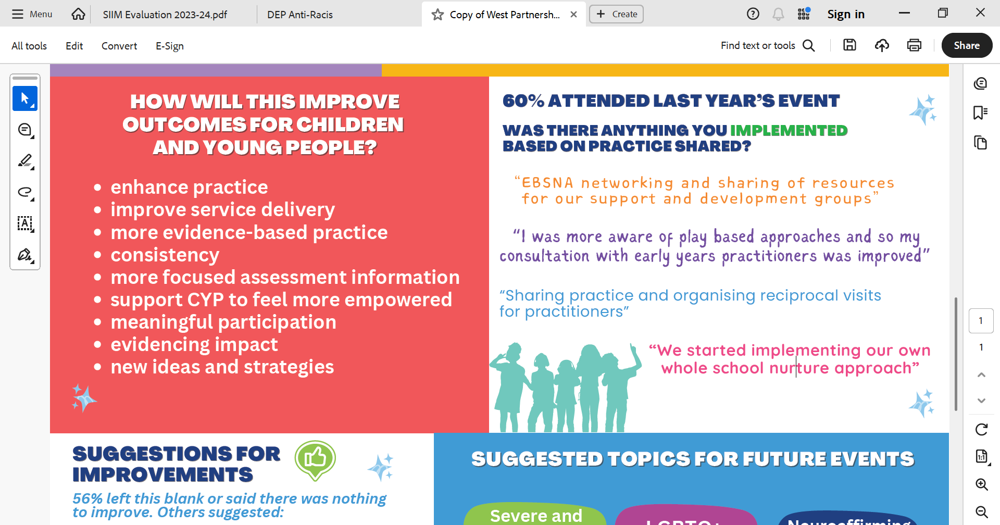 Menu
SIIM Evaluation 2023-24.pdf
DEP Anti-Racis
Copy of West Partnersh...
Create
Sign in
All tools
Edit
Convert
E-Sign
Find text or tools
Share
HOW WILL THIS IMPROVE
OUTCOMES FOR CHILDREN
AND YOUNG PEOPLE?
• enhance practice
• improve service delivery
• more evidence-based practice
• consistency
• more focused assessment information
• support CYP to feel more empowered
• meaningful participation
• evidencing impact
• new ideas and strategies
60% ATTENDED LAST YEAR’S EVENT
WAS THERE ANYTHING YOU IMPLEMENTED
BASED ON PRACTICE SHARED?
“EBSNA networking and sharing of resources
for our support and development groups”
“I was more aware of play based approaches and so my
consultation with early years practitioners was improved”
“Sharing practice and organising reciprocal visits
for practitioners”
“We started implementing our own
whole school nurture approach”
SUGGESTIONS FOR
IMPROVEMENTS
56% left this blank or said there was nothing
to improve. Others suggested:
SUGGESTED TOPICS FOR FUTURE EVENTS
Severe and
LGBTQ+
Neuroaffirming
1
1
1:1
A